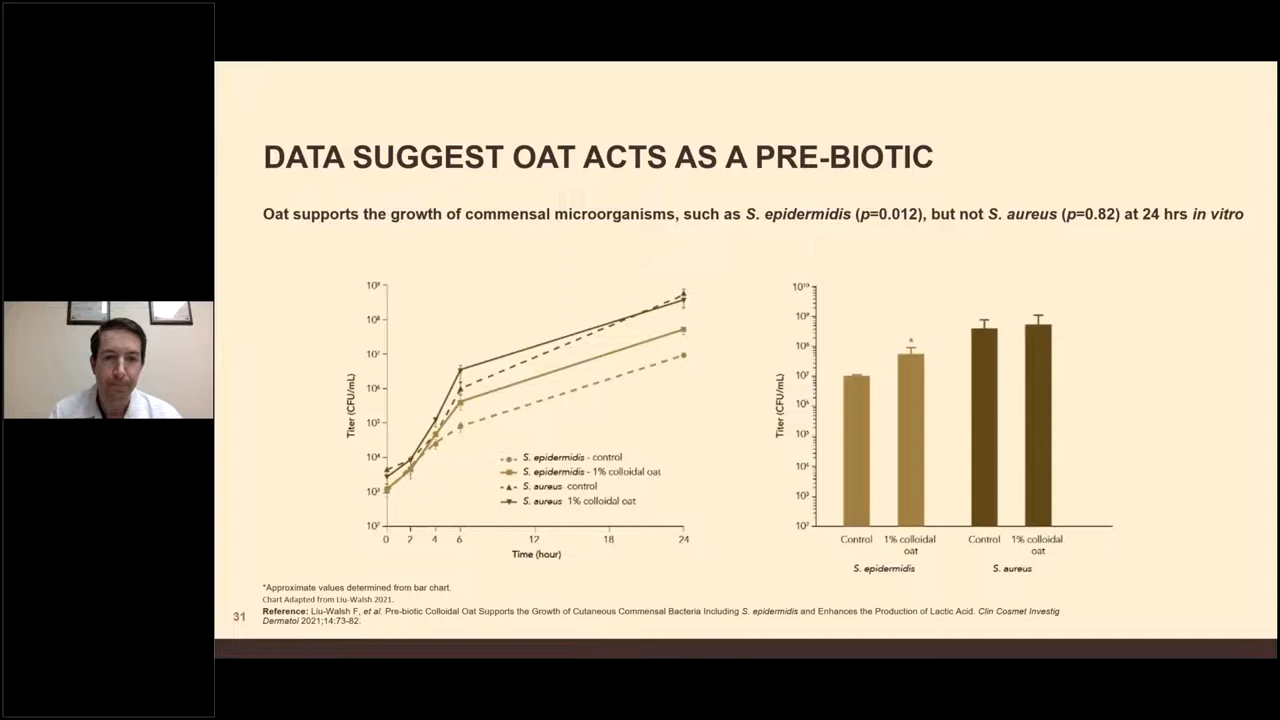 DATA SUGGEST OAT ACTS AS A PRE-BIOTIC
Oat supports the growth of commensal microorganisms, such as S. epidermidis (p=0.012), but not S. aureus (p=0.82) at 24 hrs in vitro
10⁹
10⁸
10⁷
10⁶
10⁵
10⁴
10³
10²
Titer (CFU/mL)
0 2 4 6 12 18 24
Time (hour)
S. epidermidis - control
S. epidermidis - 1% colloidal oat
S. aureus control
S. aureus 1% colloidal oat
10¹⁰
10⁹
10⁸
10⁷
10⁶
10⁵
10⁴
10³
10²
Titer (CFU/mL)
*
Control 1% colloidal Control 1% colloidal
oat oat
S. epidermidis S. aureus
*Approximate values determined from bar chart.
Chart Adapted from Liu-Walsh 2021.
Reference: Liu-Walsh F, et al. Pre-biotic Colloidal Oat Supports the Growth of Cutaneous Commensal Bacteria Including S. epidermidis and Enhances the Production of Lactic Acid. Clin Cosmet Investig
Dermatol 2021;14:73-82.
31